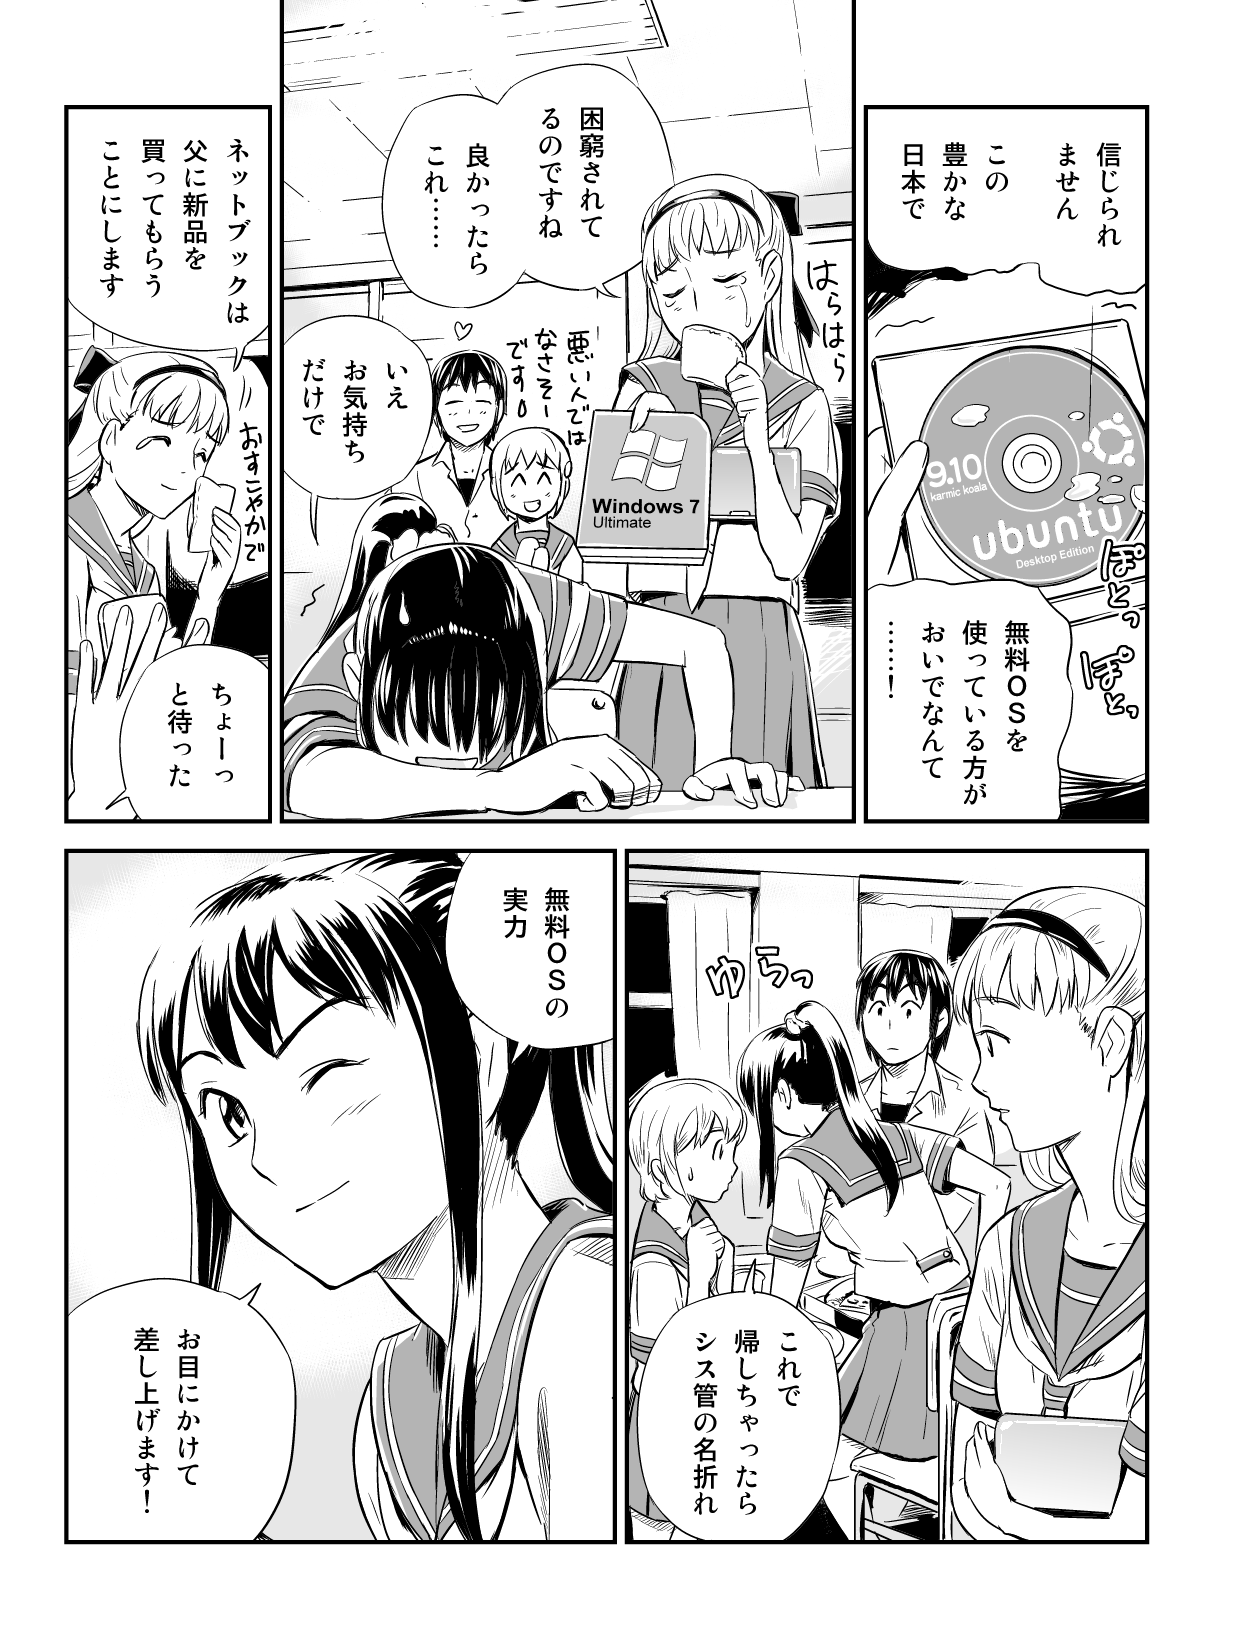 信じられ
ません
この
豊かな
日本で
9.10
karmic koala
ubuntu
Desktop Edition
ぽとっ
ぽとっ
無料OSを
使っている方が
おいでなんて
……!
困窮されて
るのですね
良かったら
これ……
はらはら
Windows 7
Ultimate
悪い人では
なさそー
です。
いえ
お気持ち
だけで
ネットブックは
父に新品を
買ってもらう
ことにします
おすこやかで
ちょーっ
と待った
ゆらっ
これで
帰しちゃったら
シス管の名折れ
無料OSの
実力
お目にかけて
差し上げます!